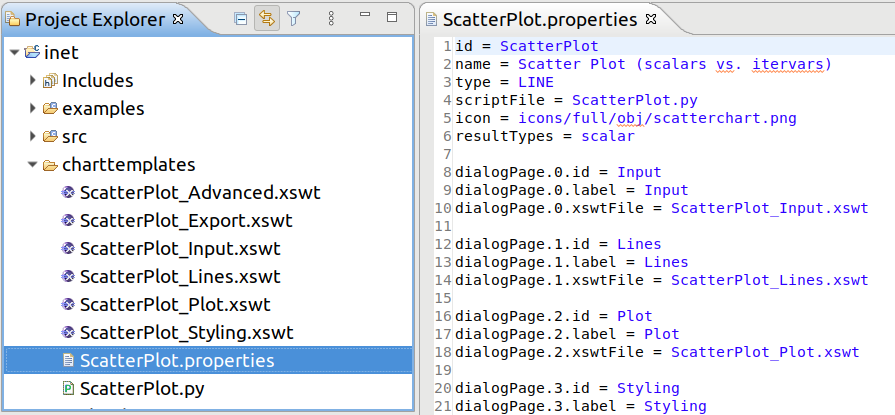 Project Explorer
inet
Includes
examples
src
charttemplates
ScatterPlot_Advanced.xswt
ScatterPlot_Export.xswt
ScatterPlot_Input.xswt
ScatterPlot_Lines.xswt
ScatterPlot_Plot.xswt
ScatterPlot_Styling.xswt
ScatterPlot.properties
ScatterPlot.py
ScatterPlot.properties
1 id = ScatterPlot
2 name = Scatter Plot (scalars vs. itervars)
3 type = LINE
4 scriptFile = ScatterPlot.py
5 icon = icons/full/obj/scatterchart.png
6 resultTypes = scalar
7
8 dialogPage.0.id = Input
9 dialogPage.0.label = Input
10 dialogPage.0.xswtFile = ScatterPlot_Input.xswt
11
12 dialogPage.1.id = Lines
13 dialogPage.1.label = Lines
14 dialogPage.1.xswtFile = ScatterPlot_Lines.xswt
15
16 dialogPage.2.id = Plot
17 dialogPage.2.label = Plot
18 dialogPage.2.xswtFile = ScatterPlot_Plot.xswt
19
20 dialogPage.3.id = Styling
21 dialogPage.3.label = Styling